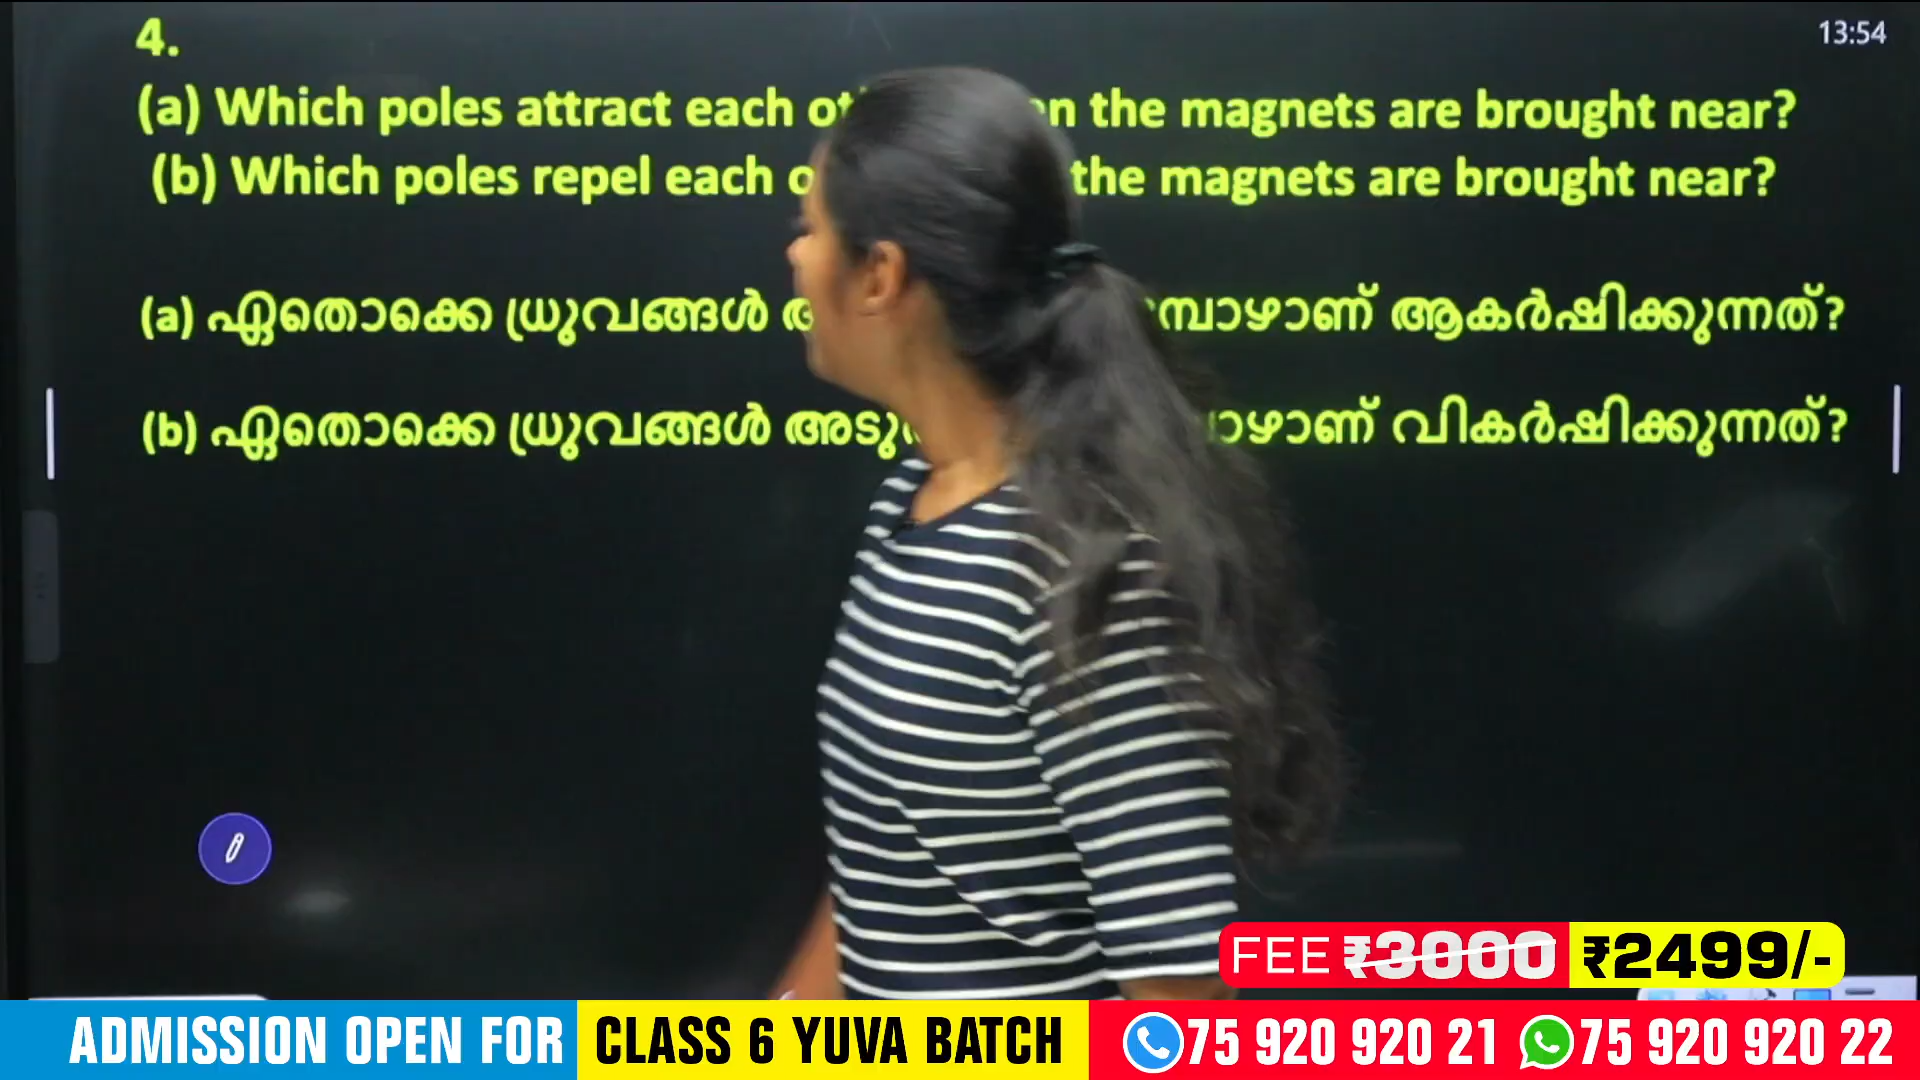 4.
13:54
(a) Which poles attract each the magnets are brought near?
(b) Which poles repel each the magnets are brought near?
(a) ഏതൊക്കെ ധ്രുവങ്ങൾ ആകർഷിക്കുന്നത്?
(b) ഏതൊക്കെ ധ്രുവങ്ങൾ വികർഷിക്കുന്നത്?
FEE ₹3000 ₹2499/-
ADMISSION OPEN FOR CLASS 6 YUVA BATCH 75 920 920 21 75 920 920 22